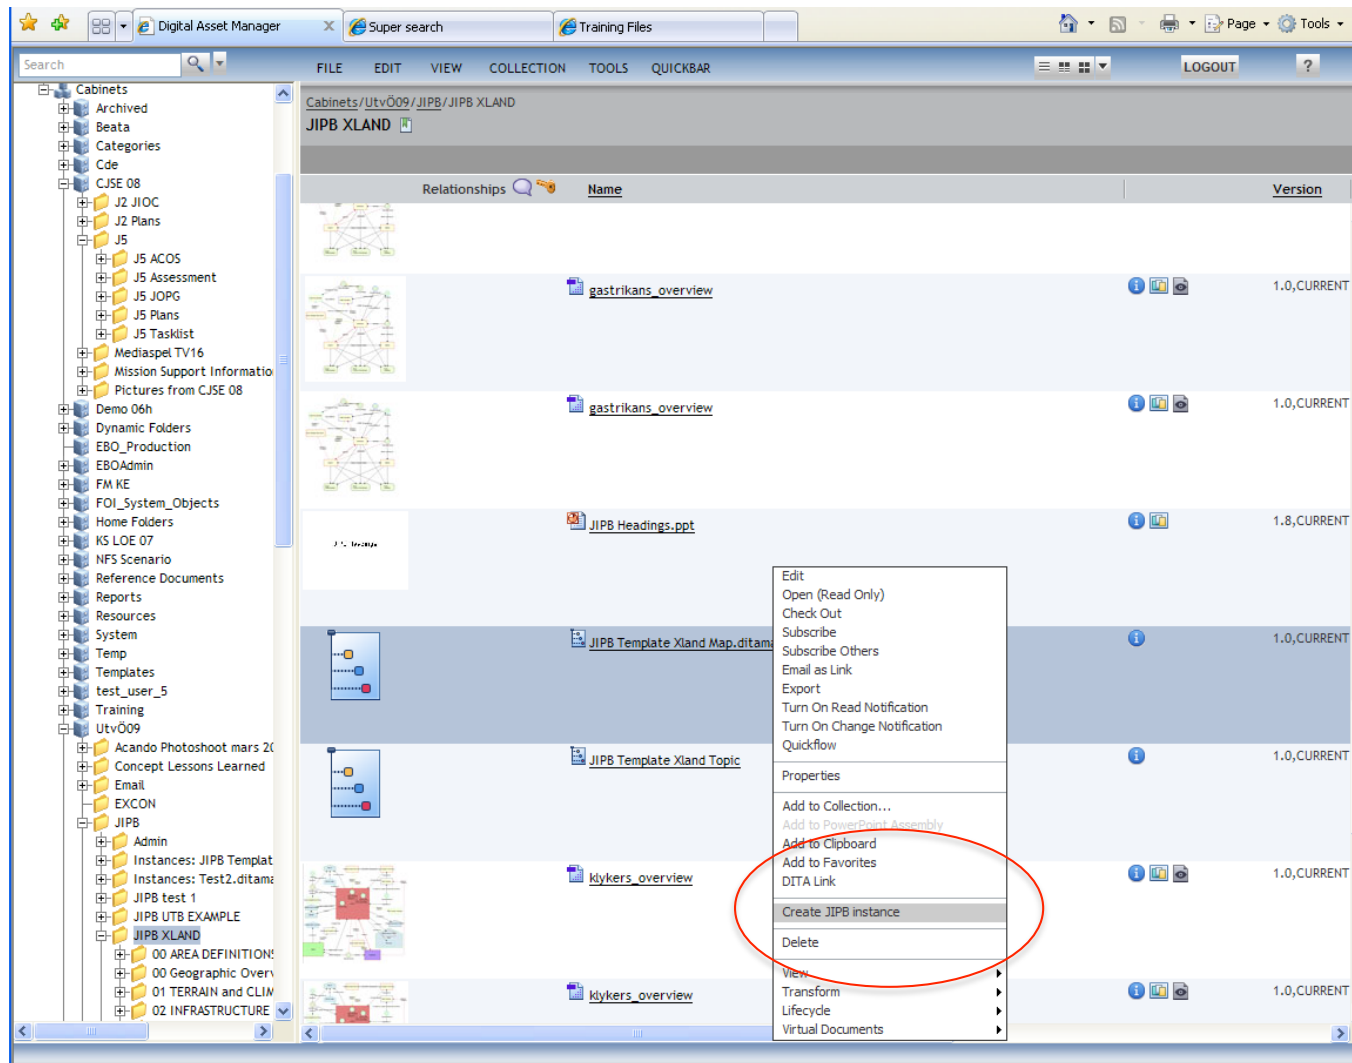 Digital Asset Manager
Super search
Training Files
Page
Tools
Search
FILE EDIT VIEW COLLECTION TOOLS QUICKBAR
LOGOUT
?
Cabinets
Archived
Beata
Categories
Cde
CJSE 08
J2 JIOC
J2 Plans
J5
J5 ACOS
J5 Assessment
J5 JOPG
J5 Plans
J5 Tasklist
Mediaspel TV16
Mission Support Informatio
Pictures from CJSE 08
Demo 06h
Dynamic Folders
EBO_Production
EBOAdmin
FM KE
FOI_System_Objects
Home Folders
KS LOE 07
NFS Scenario
Reference Documents
Reports
Resources
System
Temp
Templates
test_user_5
Training
UtvÖ09
Acando Photoshoot mars 20
Concept Lessons Learned
Email
EXCON
JIPB
Admin
Instances: JIPB Templat
Instances: Test2.ditama
JIPB test 1
JIPB UTB EXAMPLE
JIPB XLAND
00 AREA DEFINITIONS
00 Geographic Overv
01 TERRAIN and CLIM
02 INFRASTRUCTURE
Cabinets/UtvÖ09/JIPB/JIPB XLAND
JIPB XLAND
Relationships Name Version
gastrikans_overview 1.0,CURRENT
gastrikans_overview 1.0,CURRENT
JIPB Headings.ppt 1.8,CURRENT
JIPB Template Xland Map.ditama 1.0,CURRENT
JIPB Template Xland Topic 1.0,CURRENT
klykers_overview 1.0,CURRENT
klykers_overview 1.0,CURRENT
Edit
Open (Read Only)
Check Out
Subscribe
Subscribe Others
Email as Link
Export
Turn On Read Notification
Turn On Change Notification
Quickflow
Properties
Add to Collection...
Add to PowerPoint Assembly
Add to Clipboard
Add to Favorites
DITA Link
Create JIPB instance
Delete
View
Transform
Lifecycle
Virtual Documents